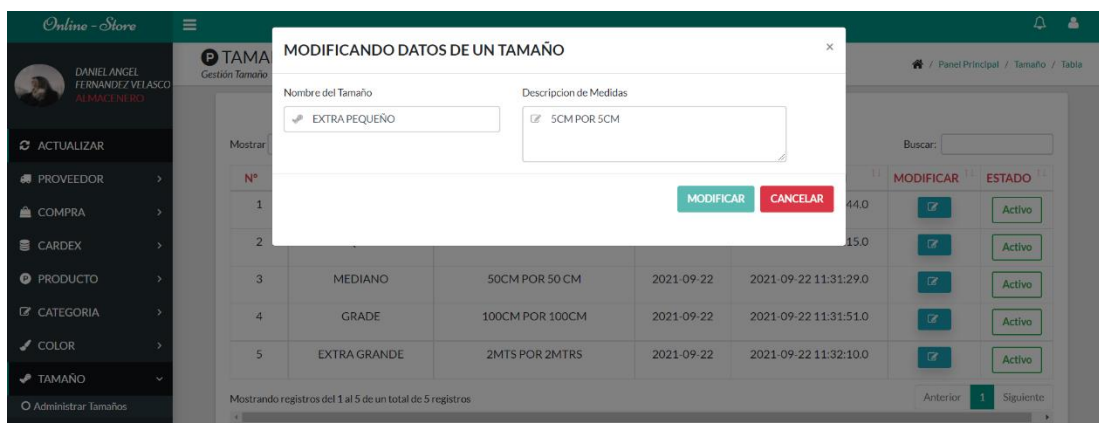 Online - Store
DANIEL ANGEL
FERNANDEZ VELASCO
ALMACENERO
ACTUALIZAR
PROVEEDOR
COMPRA
CARDEX
PRODUCTO
CATEGORIA
COLOR
TAMAÑO
Administrar Tamaños
P TAMA
Gestión Tamaño
/ Panel Principal / Tamaño / Tabla
MODIFICANDO DATOS DE UN TAMAÑO ×
Nombre del Tamaño Descripcion de Medidas
EXTRA PEQUEÑO 5CM POR 5CM
MODIFICAR CANCELAR
Mostrar Buscar:
N° MODIFICAR ESTADO
1 44.0 Activo
2 15.0 Activo
3 MEDIANO 50CM POR 50 CM 2021-09-22 2021-09-22 11:31:29.0 Activo
4 GRADE 100CM POR 100CM 2021-09-22 2021-09-22 11:31:51.0 Activo
5 EXTRA GRANDE 2MTS POR 2MTRS 2021-09-22 2021-09-22 11:32:10.0 Activo
Mostrando registros del 1 al 5 de un total de 5 registros Anterior 1 Siguiente